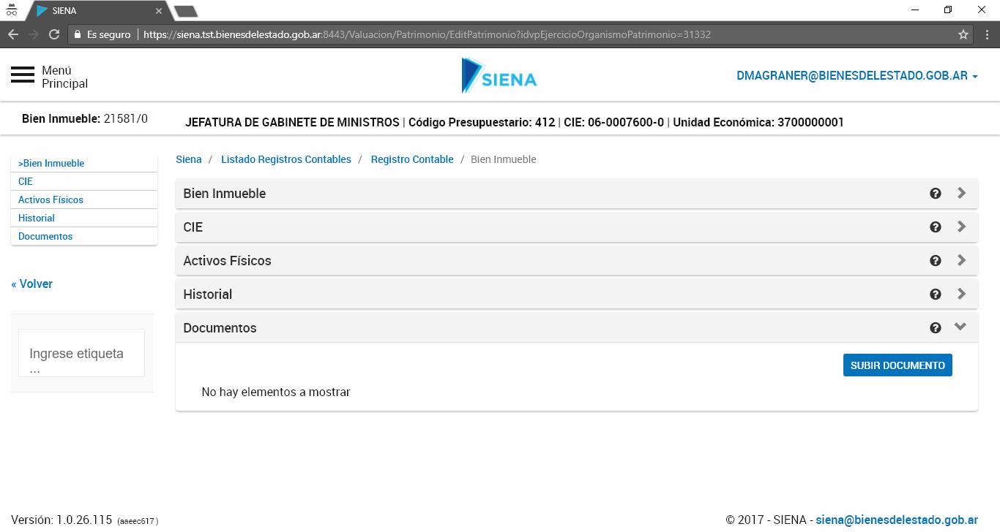 SIENA
Es seguro | https://siena.tst.bienesdelestado.gob.ar:8443/Valuacion/Patrimonio/EditPatrimonio?idvpEjercicioOrganismoPatrimonio=31332
Menú
Principal
SIENA
DMAGRANER@BIENESDELESTADO.GOB.AR
Bien Inmueble: 21581/0
JEFATURA DE GABINETE DE MINISTROS | Código Presupuestario: 412 | CIE: 06-0007600-0 | Unidad Económica: 3700000001
>Bien Inmueble
CIE
Activos Físicos
Historial
Documentos
« Volver
Ingrese etiqueta
...
Siena / Listado Registros Contables / Registro Contable / Bien Inmueble
Bien Inmueble
CIE
Activos Físicos
Historial
Documentos
SUBIR DOCUMENTO
No hay elementos a mostrar
Versión: 1.0.26.115 (aaeec617)
© 2017 - SIENA - siena@bienesdelestado.gob.ar